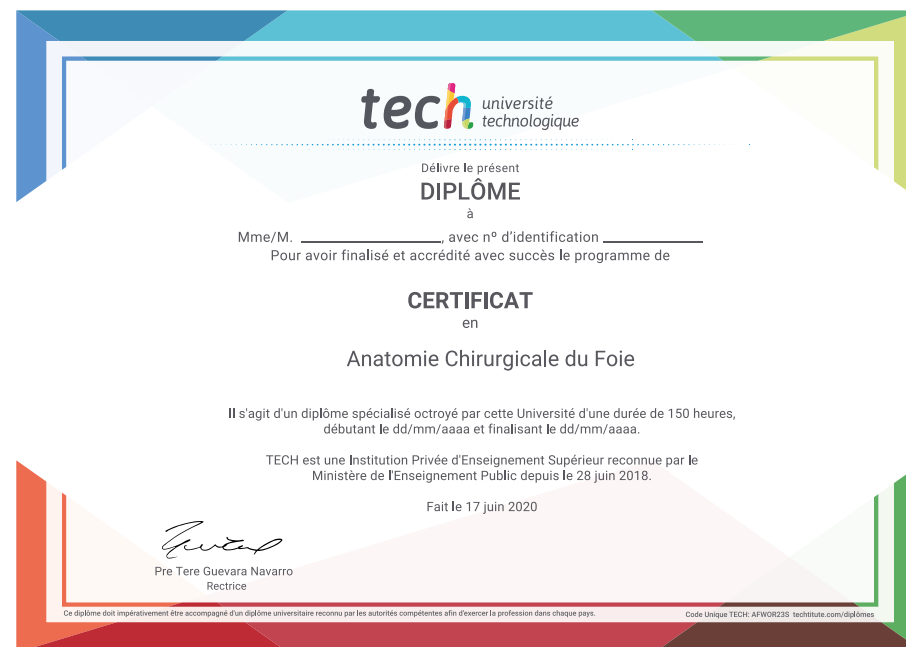 tech université
technologique
Délivre le présent
DIPLÔME
à
Mme/M. ____________________, avec nº d'identification ______________
Pour avoir finalisé et accrédité avec succès le programme de
CERTIFICAT
en
Anatomie Chirurgicale du Foie
Il s'agit d'un diplôme spécialisé octroyé par cette Université d'une durée de 150 heures,
débutant le dd/mm/aaaa et finalisant le dd/mm/aaaa.
TECH est une Institution Privée d'Enseignement Supérieur reconnue par le
Ministère de l'Enseignement Public depuis le 28 juin 2018.
Fait le 17 juin 2020
Pre Tere Guevara Navarro
Rectrice
Ce diplôme doit impérativement être accompagné d'un diplôme universitaire reconnu par les autorités compétentes afin d'exercer la profession dans chaque pays.
Code Unique TECH: AFWOR23S techtitute.com/diplômes